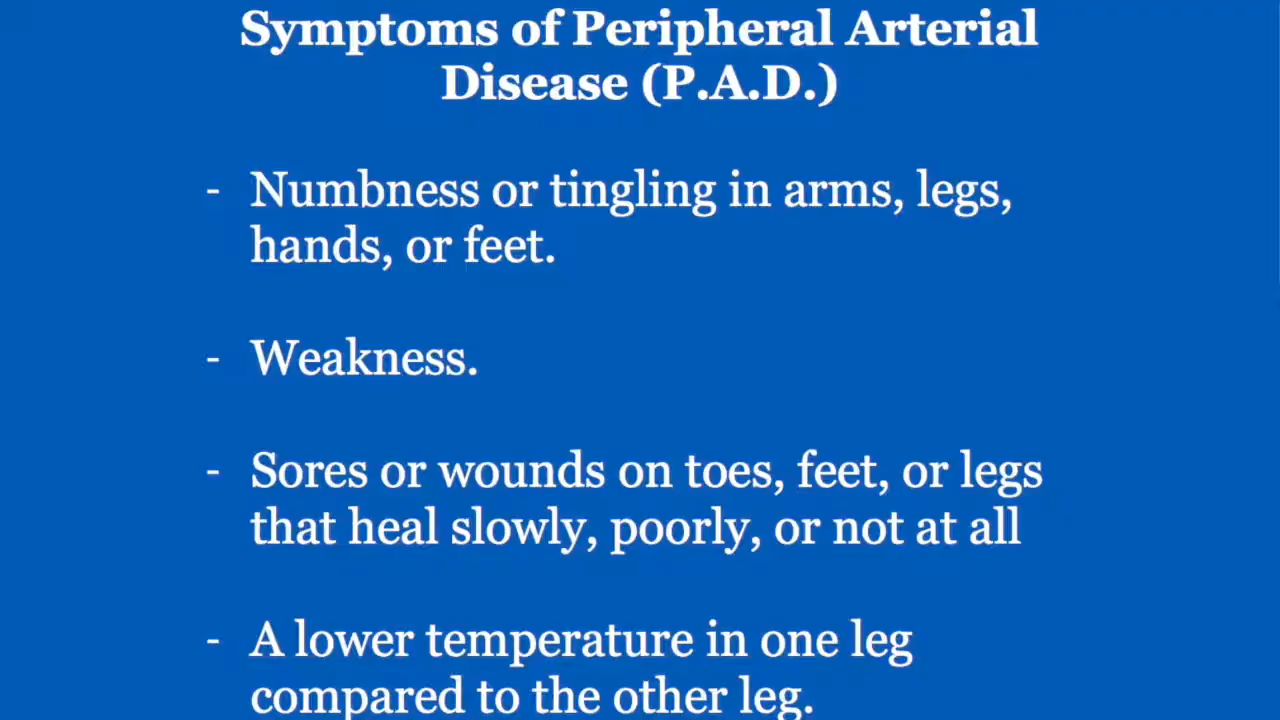 Symptoms of Peripheral Arterial
Disease (P.A.D.)
- Numbness or tingling in arms, legs,
hands, or feet.
- Weakness.
- Sores or wounds on toes, feet, or legs
that heal slowly, poorly, or not at all
- A lower temperature in one leg
compared to the other leg.